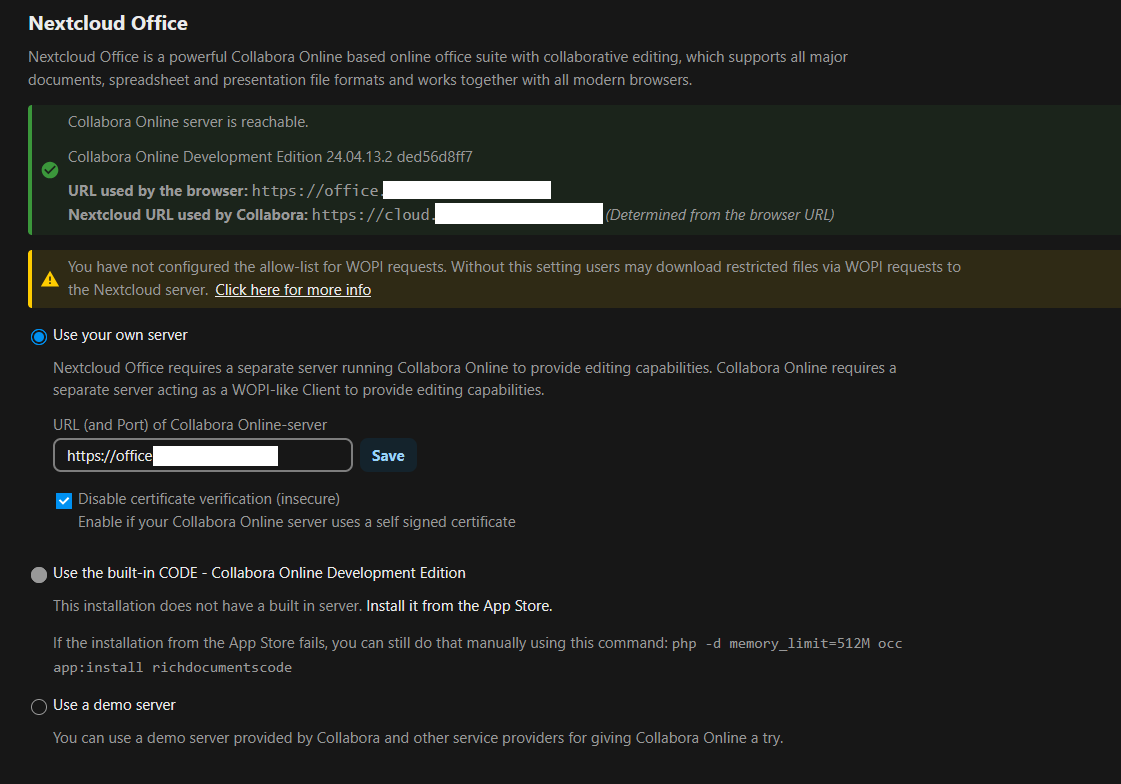 Nextcloud Office
Nextcloud Office is a powerful Collabora Online based online office suite with collaborative editing, which supports all major
documents, spreadsheet and presentation file formats and works together with all modern browsers.
Collabora Online server is reachable.
Collabora Online Development Edition 24.04.13.2 ded56d8ff7
URL used by the browser: https://office.
Nextcloud URL used by Collabora: https://cloud. (Determined from the browser URL)
You have not configured the allow-list for WOPI requests. Without this setting users may download restricted files via WOPI requests to
the Nextcloud server. Click here for more info
Use your own server
Nextcloud Office requires a separate server running Collabora Online to provide editing capabilities. Collabora Online requires a
separate server acting as a WOPI-like Client to provide editing capabilities.
URL (and Port) of Collabora Online-server
https://office
Save
Disable certificate verification (insecure)
Enable if your Collabora Online server uses a self signed certificate
Use the built-in CODE - Collabora Online Development Edition
This installation does not have a built in server. Install it from the App Store.
If the installation from the App Store fails, you can still do that manually using this command: php -d memory_limit=512M occ
app:install richdocumentscode
Use a demo server
You can use a demo server provided by Collabora and other service providers for giving Collabora Online a try.